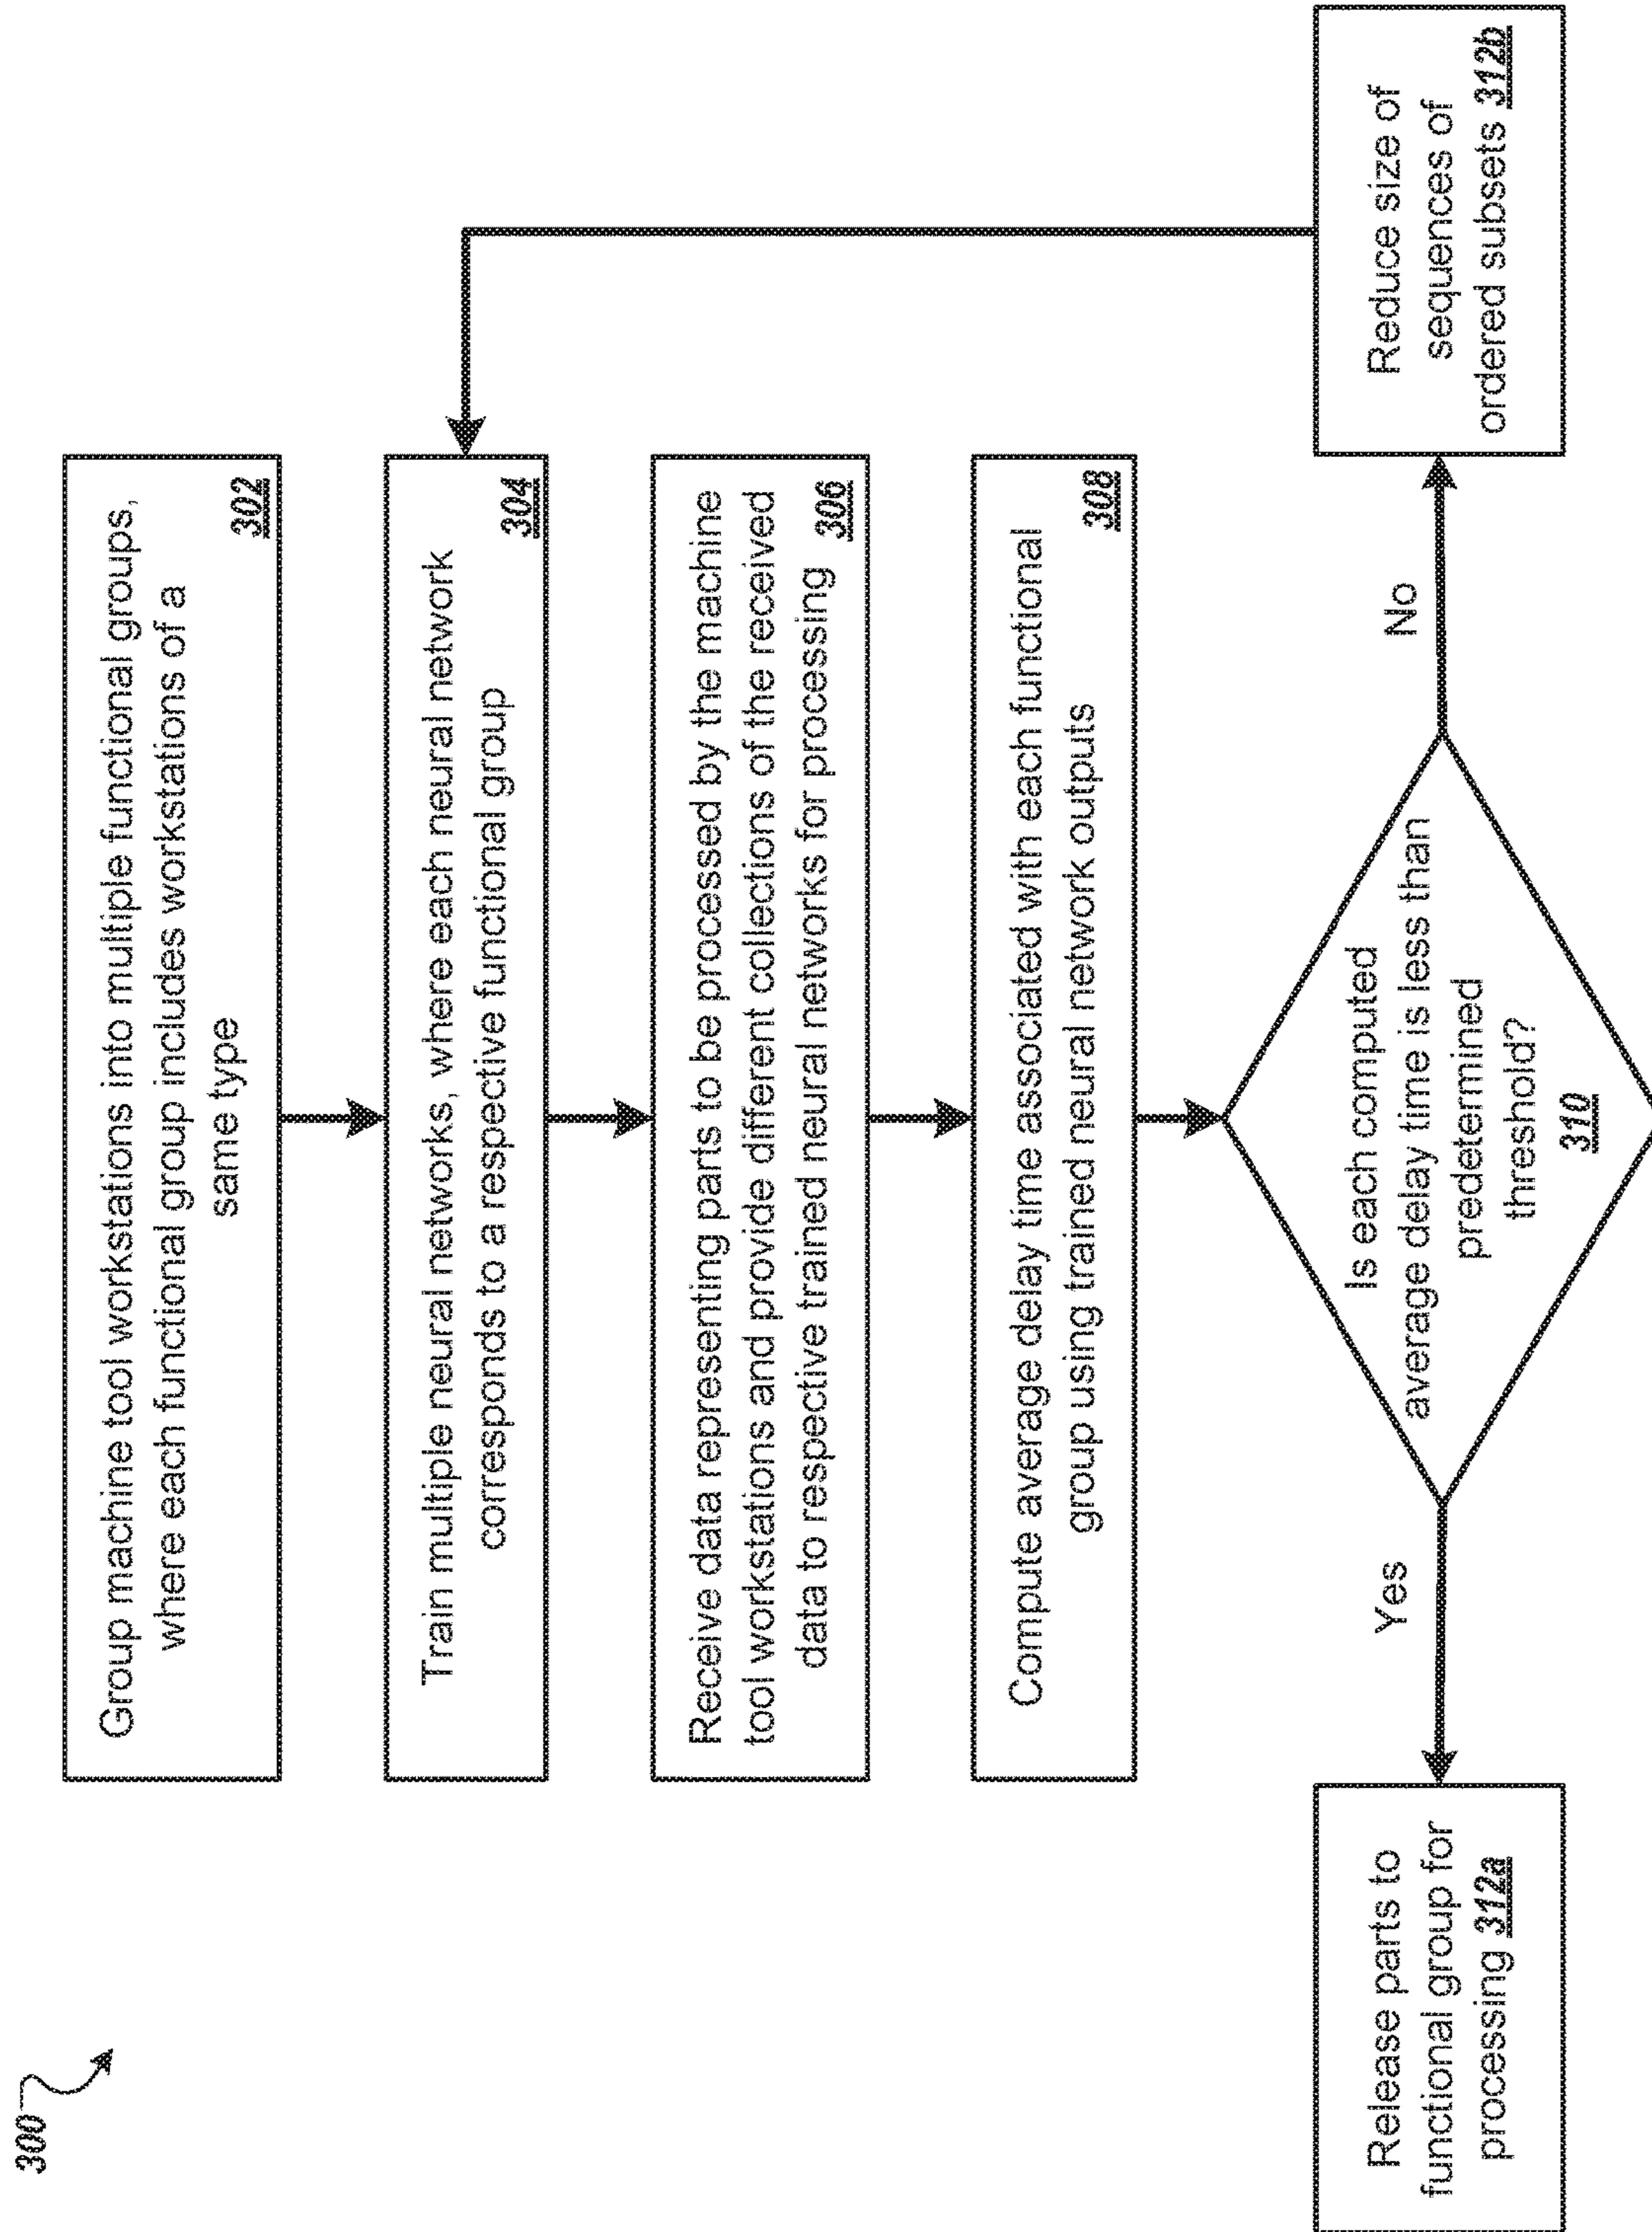 300
Group machine tool workstations into multiple functional groups,
where each functional group includes workstations of a
same type
302
Train multiple neural networks, where each neural network
corresponds to a respective functional group
304
Receive data representing parts to be processed by the machine
tool workstations and provide different collections of the received
data to respective trained neural networks for processing
306
Compute average delay time associated with each functional
group using trained neural network outputs
308
Is each computed
average delay time is less than
predetermined
threshold?
310
Yes
No
Release parts to
functional group for
processing 312a
Reduce size of
sequences of
ordered subsets 312b